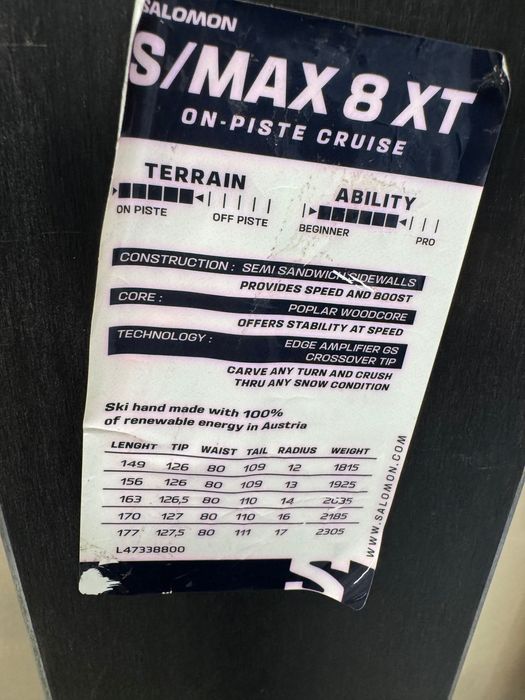 SALOMON
S/MAX 8 XT
ON-PISTE CRUISE
TERRAIN
ON PISTE OFF PISTE
ABILITY
BEGINNER PRO
CONSTRUCTION : SEMI SANDWICH SIDEWALLS
PROVIDES SPEED AND BOOST
CORE : POPLAR WOODCORE
OFFERS STABILITY AT SPEED
TECHNOLOGY : EDGE AMPLIFIER GS
CROSSOVER TIP
CARVE ANY TURN AND CRUSH
THRU ANY SNOW CONDITION
Ski hand made with 100%
of renewable energy in Austria
LENGHT TIP WAIST TAIL RADIUS WEIGHT
149 126 80 109 12 1815
156 126 80 109 13 1925
163 126,5 80 110 14 2035
170 127 80 110 16 2185
177 127,5 80 111 17 2305
L47338800
WWW.SALOMON.COM